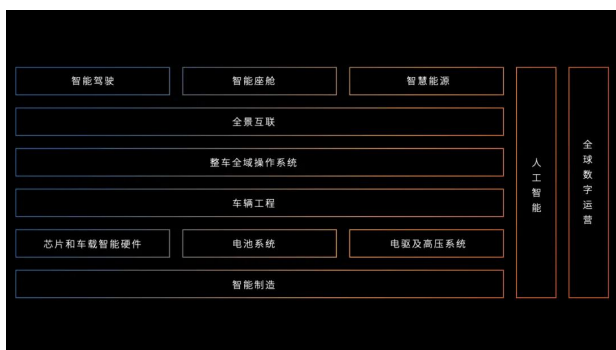 智能驾驶
智能座舱
智慧能源
全景互联
整车全域操作系统
车辆工程
芯片和车载智能硬件
电池系统
电驱及高压系统
智能制造
人工智能
全球数字运营